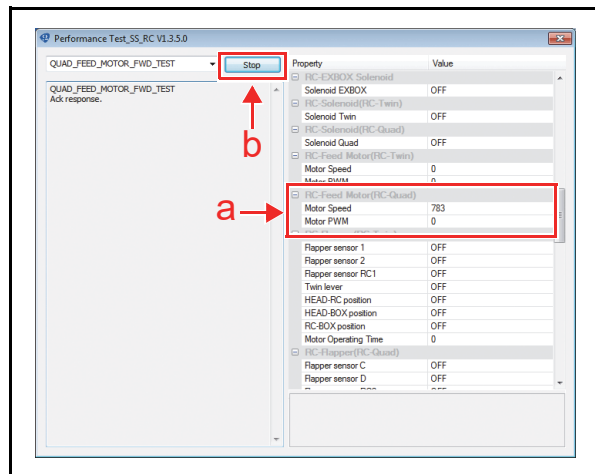 Performance Test_SS_RC V1.3.5.0
QUAD_FEED_MOTOR_FWD_TEST Stop
QUAD_FEED_MOTOR_FWD_TEST
Ack response.
b
a
Property Value
RC-EXBOX Solenoid
Solenoid EXBOX OFF
RC-Solenoid(RC-Twin)
Solenoid Twin OFF
RC-Solenoid(RC-Quad)
Solenoid Quad OFF
RC-Feed Motor(RC-Twin)
Motor Speed 0
Motor PWM 0
RC-Feed Motor(RC-Quad)
Motor Speed 783
Motor PWM 0
Flapper sensor 1 OFF
Flapper sensor 2 OFF
Flapper sensor RC1 OFF
Twin lever OFF
HEAD-RC position OFF
HEAD-BOX position OFF
RC-BOX position OFF
Motor Operating Time 0
RC-Flapper(RC-Quad)
Flapper sensor C OFF
Flapper sensor D OFF